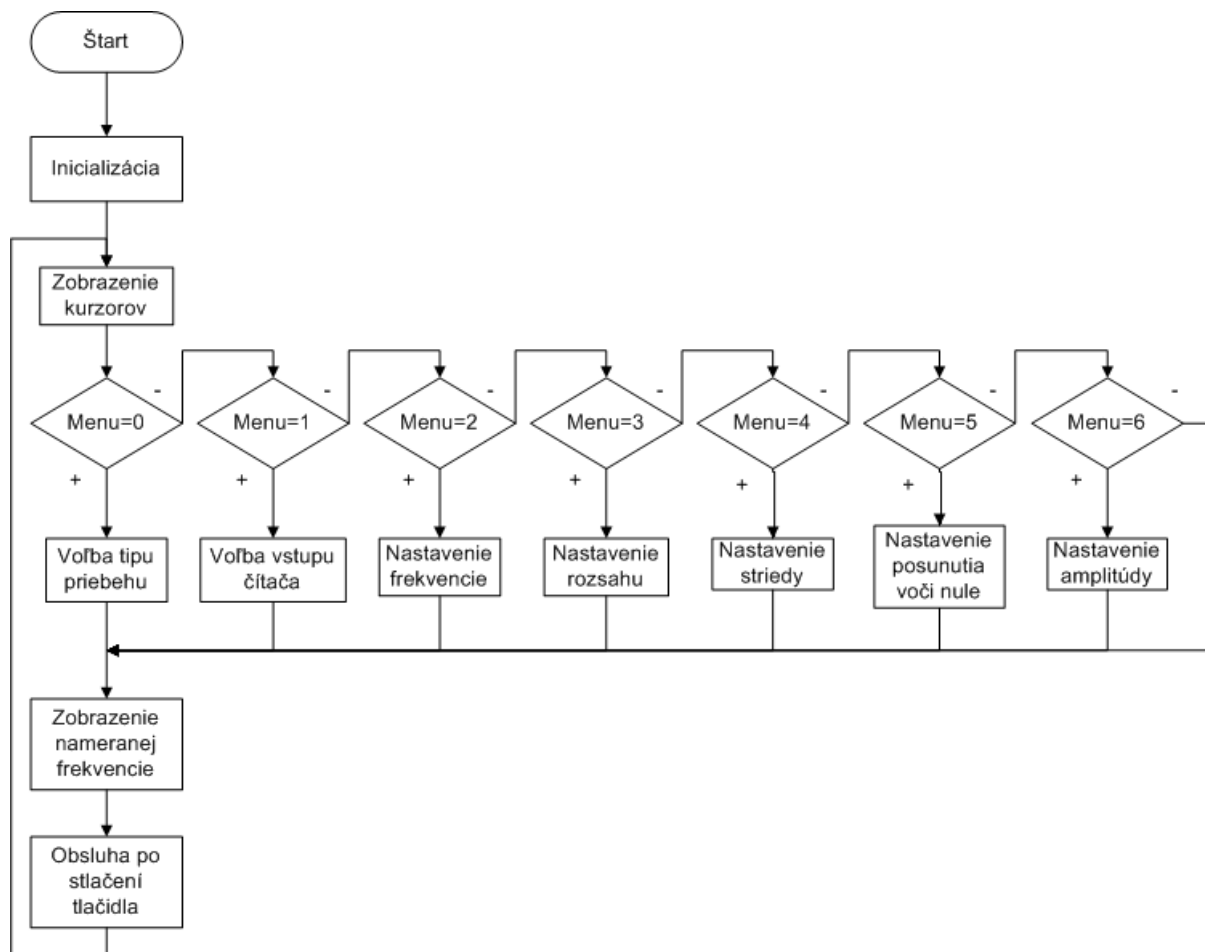 Štart
Inicializácia
Zobrazenie
kurzorov
- - - - - - -
Menu=0 Menu=1 Menu=2 Menu=3 Menu=4 Menu=5 Menu=6
+ + + + + + +
Voľba tipu
priebehu
Voľba vstupu
čítača
Nastavenie
frekvencie
Nastavenie
rozsahu
Nastavenie
striedy
Nastavenie
posunutia
voči nule
Nastavenie
amplitúdy
Zobrazenie
nameranej
frekvencie
Obsluha po
stlačení
tlačidla